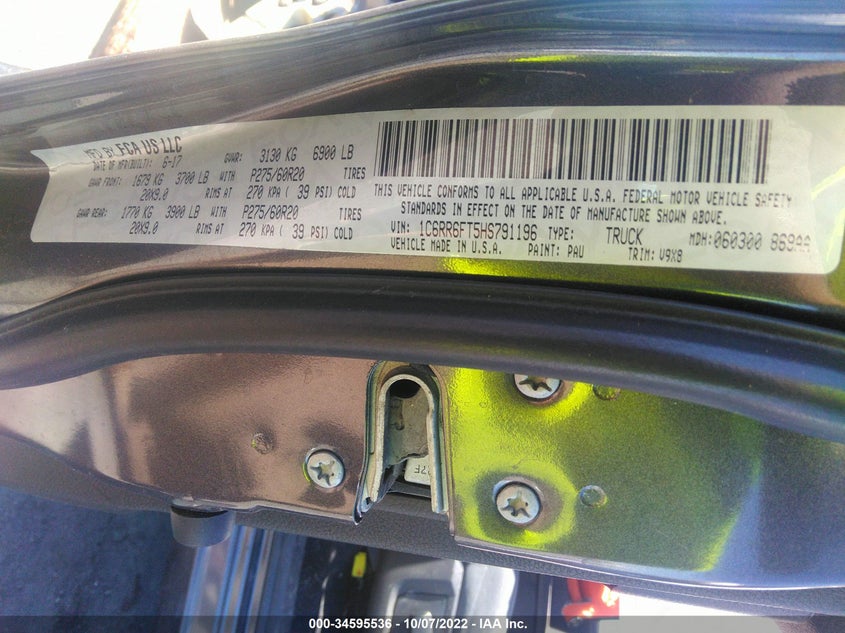 MFD BY FCA US LLC
DATE OF MFR(BUILT): 6-17 GVWR: 3130 KG 6900 LB
GAWR FRONT: 1679 KG 3700 LB WITH P275/60R20 TIRES
20X9.0 RIMS AT 270 KPA ( 39 PSI) COLD
GAWR REAR: 1770 KG 3900 LB WITH P275/60R20 TIRES
20X9.0 RIMS AT 270 KPA ( 39 PSI) COLD
THIS VEHICLE CONFORMS TO ALL APPLICABLE U.S.A. FEDERAL MOTOR VEHICLE SAFETY
STANDARDS IN EFFECT ON THE DATE OF MANUFACTURE SHOWN ABOVE.
VIN: 1C6RR6FT5HS791196 TYPE: TRUCK MDH:060300 869AA
VEHICLE MADE IN U.S.A. PAINT: PAU TRIM: V9X8
000-34595536 - 10/07/2022 - IAA Inc.